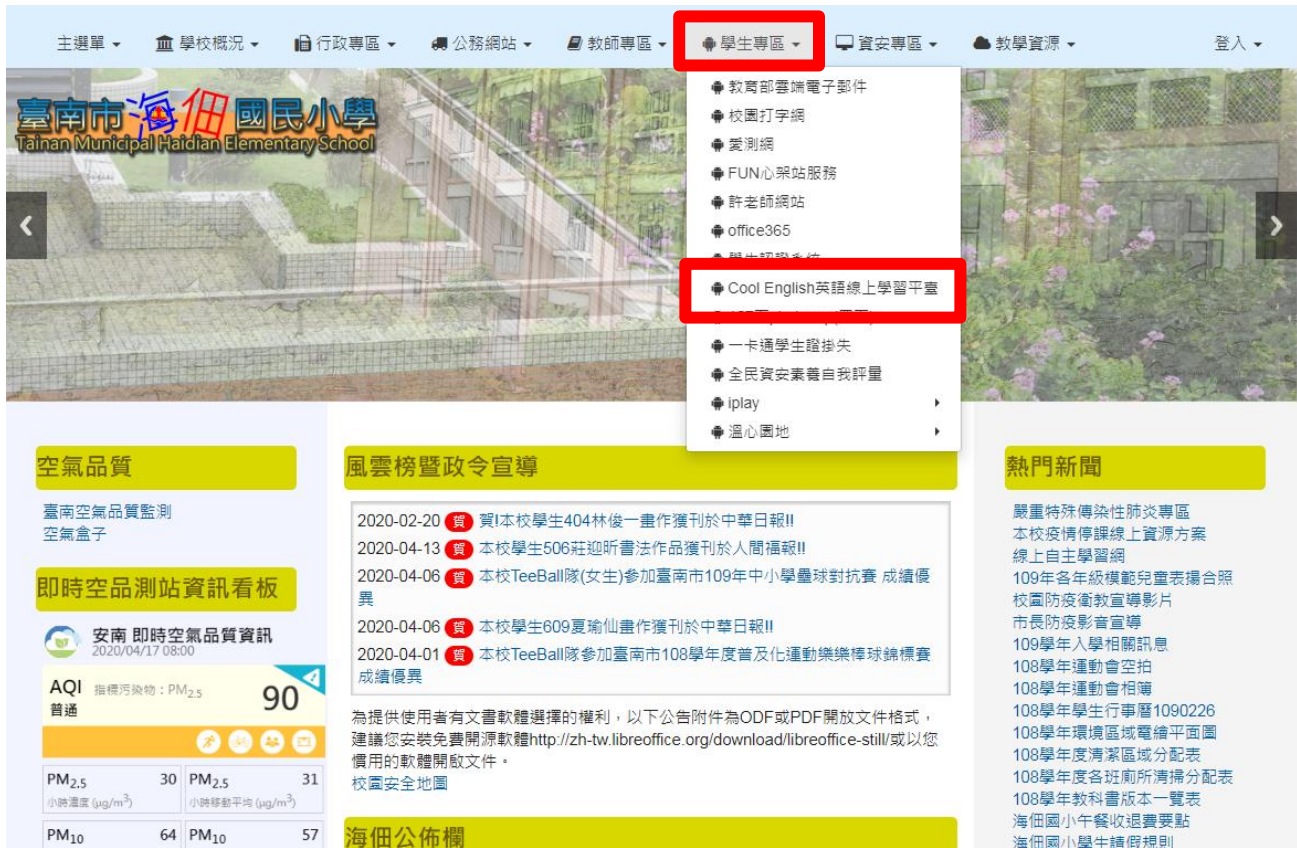 主選單
學校概況
行政專區
公務網站
教師專區
學生專區
資安專區
教學資源
登入
臺南市海佃國民小學
Tainan Municipal Haidian Elementary School
教育部雲端電子郵件
校園打字網
愛測網
FUN心架站服務
許老師網站
office365
學生認證系統
Cool English英語線上學習平臺
一卡通學生證掛失
全民資安素養自我評量
iplay
溫心園地
空氣品質
臺南空氣品質監測
空氣盒子
即時空品測站資訊看板
安南 即時空氣品質資訊
2020/04/17 08:00
AQI 指標污染物：PM2.5 90
普通
PM2.5 30 PM2.5 31
小時濃度 (μg/m3) 小時移動平均 (μg/m3)
PM10 64 PM10 57
風雲榜暨政令宣導
2020-02-20 賀 賀!本校學生404林俊一畫作獲刊於中華日報!!
2020-04-13 賀 本校學生506莊迎昕書法作品獲刊於人間福報!!
2020-04-06 賀 本校TeeBall隊(女生)參加臺南市109年中小學壘球對抗賽 成績優
異
2020-04-06 賀 本校學生609夏瑜仙畫作獲刊於中華日報!!
2020-04-01 賀 本校TeeBall隊參加臺南市108學年度普及化運動樂樂棒球錦標賽
成績優異
為提供使用者有文書軟體選擇的權利，以下公告附件為ODF或PDF開放文件格式，
建議您安裝免費開源軟體http://zh-tw.libreoffice.org/download/libreoffice-still/或以您
慣用的軟體開啟文件。
校園安全地圖
海佃公佈欄
熱門新聞
嚴重特殊傳染性肺炎專區
本校疫情停課線上資源方案
線上自主學習網
109年各年級模範兒童表揚合照
校園防疫衛教宣導影片
市長防疫影音宣導
109學年入學相關訊息
108學年運動會空拍
108學年運動會相簿
108學年學生行事曆1090226
108學年環境區域電繪平面圖
108學年度清潔區域分配表
108學年度各班廁所清掃分配表
108學年教科書版本一覽表
海佃國小午餐收退費要點
海佃國小學生請假規則